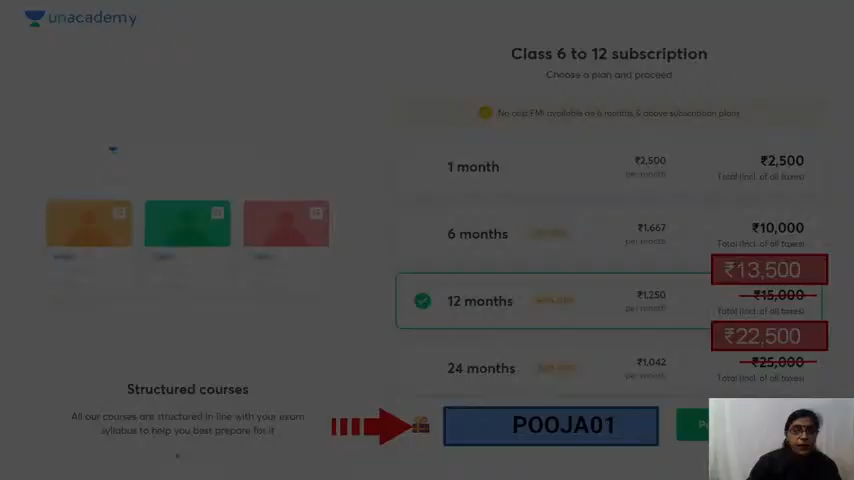 unacademy
Class 6 to 12 subscription
Choose a plan and proceed
No cost EMI available on 6 months & above subscription plans
1 month
₹2,500
per month
₹2,500
Total (Incl. of all taxes)
6 months
₹1,667
per month
₹10,000
Total (Incl. of all taxes)
₹13,500
12 months
₹1,250
per month
₹15,000
Total (Incl. of all taxes)
₹22,500
24 months
₹1,042
per month
₹25,000
Total (Incl. of all taxes)
Structured courses
All our courses are structured in line with your exam
syllabus to help you best prepare for it
POOJA01